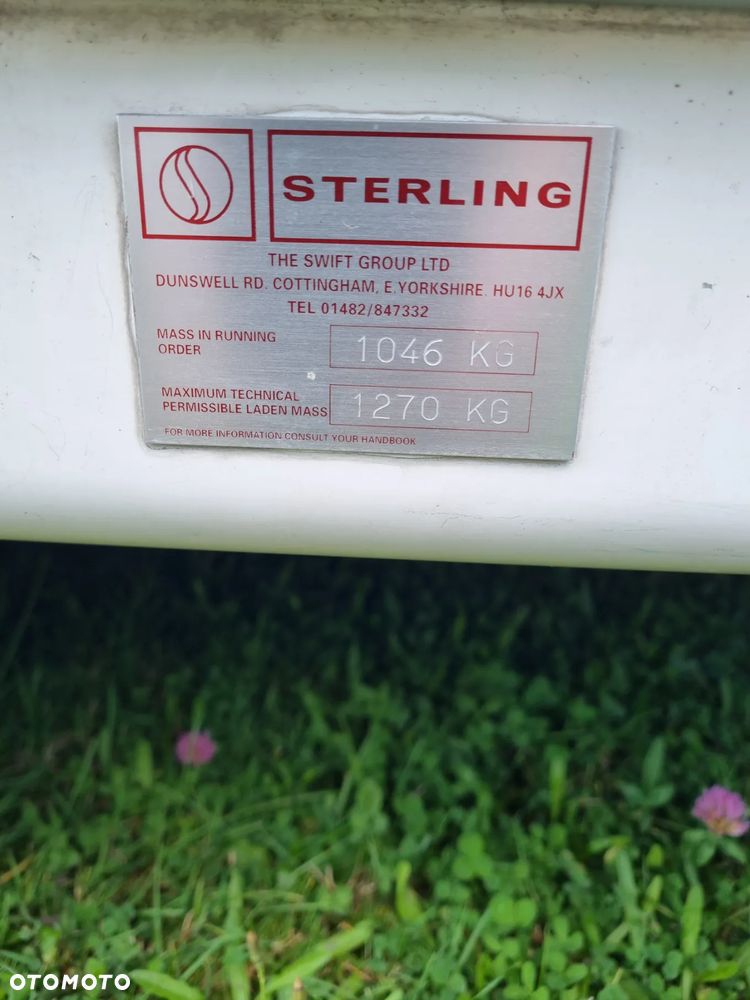 STERLING
THE SWIFT GROUP LTD
DUNSWELL RD. COTTINGHAM, E.YORKSHIRE. HU16 4JX
TEL 01482/847332
MASS IN RUNNING
ORDER
1046 KG
MAXIMUM TECHNICAL
PERMISSIBLE LADEN MASS
1270 KG
FOR MORE INFORMATION CONSULT YOUR HANDBOOK
OTOMOTO